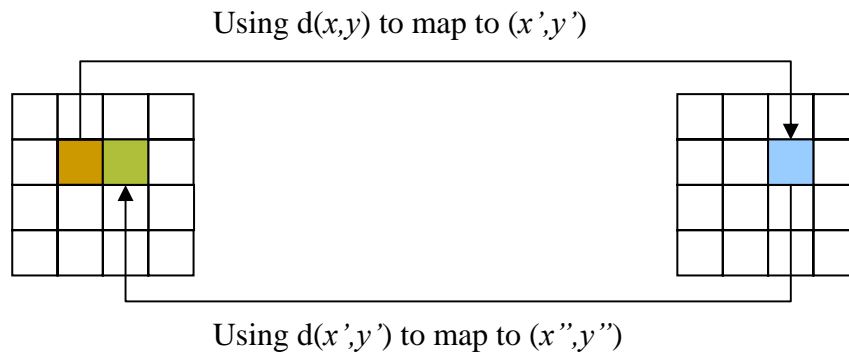 Using d(x,y) to map to (x’,y’)
Using d(x’,y’) to map to (x’’,y’’)